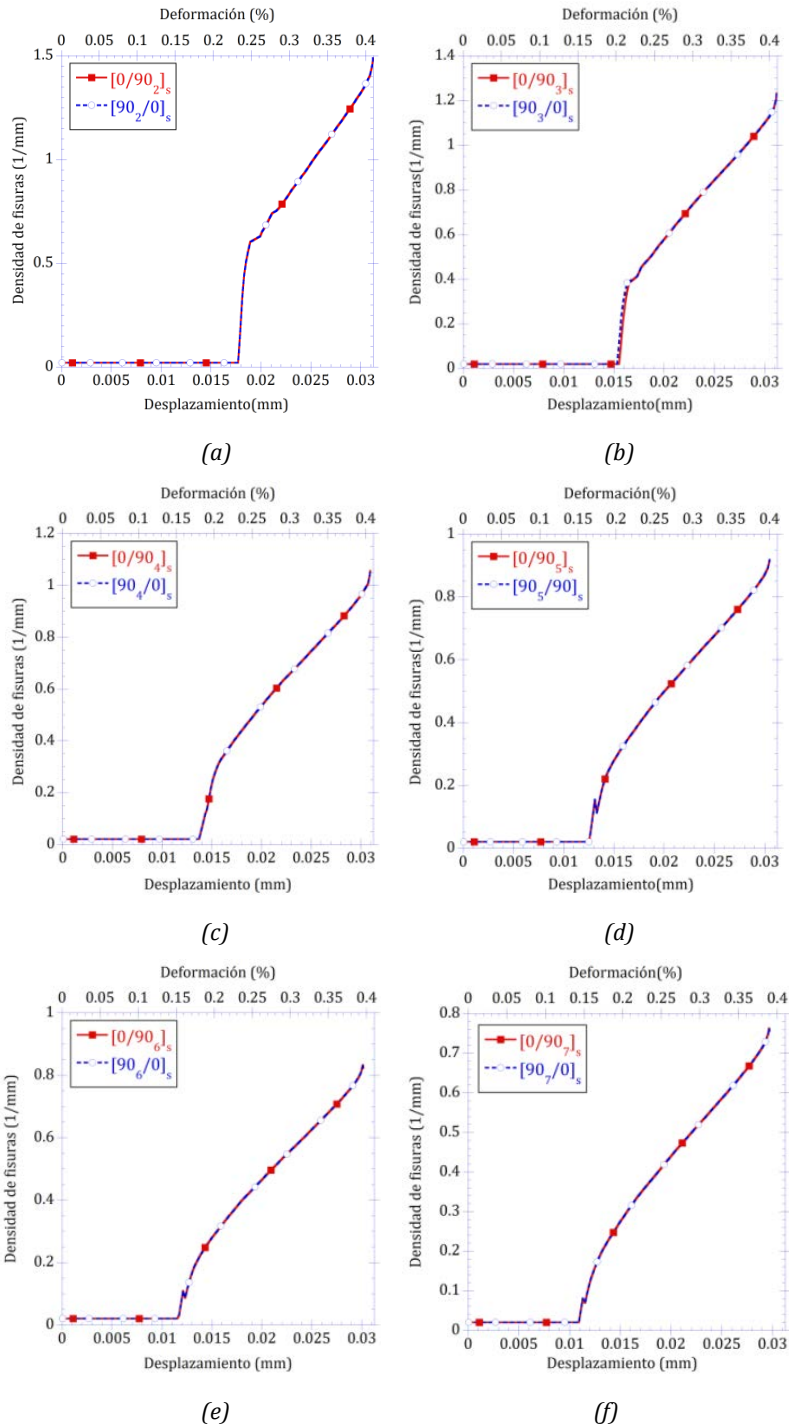 Deformación (%)
0 0.05 0.1 0.15 0.2 0.25 0.3 0.35 0.4
1.5
1
0.5
0
Densidad de fisuras (1/mm)
[0/90₂]ₛ
[90₂/0]ₛ
0 0.005 0.01 0.015 0.02 0.025 0.03
Desplazamiento(mm)
(a)
Deformación (%)
0 0.05 0.1 0.15 0.2 0.25 0.3 0.35 0.4
1.4
1.2
1
0.8
0.6
0.4
0.2
0
Densidad de fisuras(1/mm)
[0/90₃]ₛ
[90₃/0]ₛ
0 0.005 0.01 0.015 0.02 0.025 0.03
Desplazamiento(mm)
(b)
Deformación (%)
0 0.05 0.1 0.15 0.2 0.25 0.3 0.35 0.4
1.2
1
0.8
0.6
0.4
0.2
0
Densidad de fisuras (1/mm)
[0/90₄]ₛ
[90₄/0]ₛ
0 0.005 0.01 0.015 0.02 0.025 0.03
Desplazamiento (mm)
(c)
Deformación(%)
0 0.05 0.1 0.15 0.2 0.25 0.3 0.35 0.4
1
0.8
0.6
0.4
0.2
0
Densidad de fisuras(1/mm)
[0/90₅]ₛ
[90₅/90]ₛ
0 0.005 0.01 0.015 0.02 0.025 0.03
Desplazamiento(mm)
(d)
Deformación (%)
0 0.05 0.1 0.15 0.2 0.25 0.3 0.35 0.4
1
0.8
0.6
0.4
0.2
0
Densidad de fisuras (1/mm)
[0/90₆]ₛ
[90₆/0]ₛ
0 0.005 0.01 0.015 0.02 0.025 0.03
Desplazamiento (mm)
(e)
Deformación(%)
0 0.05 0.1 0.15 0.2 0.25 0.3 0.35 0.4
0.8
0.7
0.6
0.5
0.4
0.3
0.2
0.1
0
Densidad de fisuras (1/mm)
[0/90₇]ₛ
[90₇/0]ₛ
0 0.005 0.01 0.015 0.02 0.025 0.03
Desplazamiento (mm)
(f)